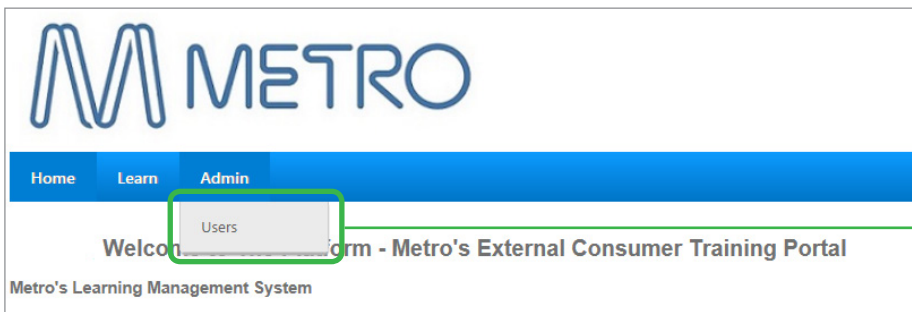 METRO
Home Learn Admin
Users
Metro's External Consumer Training Portal
Metro's Learning Management System